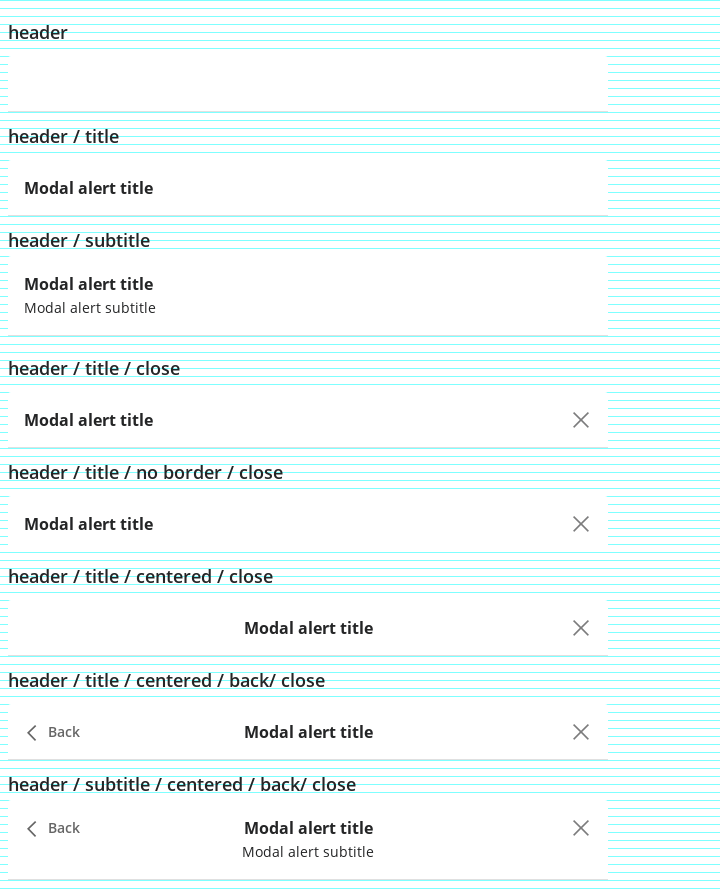 header
header / title
Modal alert title
header / subtitle
Modal alert title
Modal alert subtitle
header / title / close
Modal alert title
header / title / no border / close
Modal alert title
header / title / centered / close
Modal alert title
header / title / centered / back/ close
Back Modal alert title
header / subtitle / centered / back/ close
Back Modal alert title
Modal alert subtitle